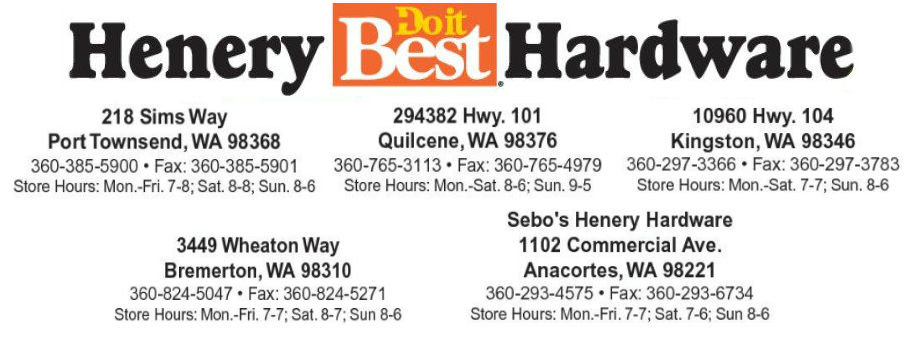 Henery Do it Best Hardware
218 Sims Way
Port Townsend, WA 98368
360-385-5900 • Fax: 360-385-5901
Store Hours: Mon.-Fri. 7-8; Sat. 8-8; Sun. 8-6
294382 Hwy. 101
Quilcene, WA 98376
360-765-3113 • Fax: 360-765-4979
Store Hours: Mon.-Sat. 8-6; Sun. 9-5
10960 Hwy. 104
Kingston, WA 98346
360-297-3366 • Fax: 360-297-3783
Store Hours: Mon.-Sat. 7-7; Sun. 8-6
3449 Wheaton Way
Bremerton, WA 98310
360-824-5047 • Fax: 360-824-5271
Store Hours: Mon.-Fri. 7-7; Sat. 8-7; Sun 8-6
Sebo's Henery Hardware
1102 Commercial Ave.
Anacortes, WA 98221
360-293-4575 • Fax: 360-293-6734
Store Hours: Mon.-Fri. 7-7; Sat. 7-6; Sun 8-6